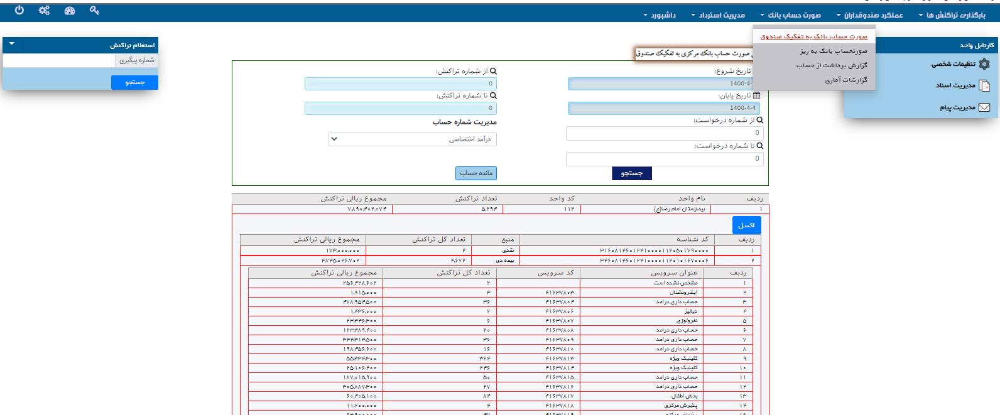 بارگذاری تراکنش ها
عملکرد صندوقداران
صورت حساب بانک
مدیریت استرداد
داشبورد
صورت حساب بانک به تفکیک صندوق
صورتحساب بانک به ریز
گزارش برداشت از حساب
گزارشات آماری
کارتابل واحد
تنظیمات شخصی
مدیریت اسناد
مدیریت پیام
استعلام تراکنش
شماره پیگیری
جستجو
صورت حساب بانک مرکزی به تفکیک صندوق
تاریخ شروع:
1400-4-
تاریخ پایان:
1400-4-4
از شماره درخواست:
0
تا شماره درخواست:
0
از شماره تراکنش:
0
تا شماره تراکنش:
0
مدیریت شماره حساب
درآمد اختصاصی
جستجو
مانده حساب
ردیف نام واحد کد واحد تعداد تراکنش مجموع ریالی تراکنش
۱ بیمارستان امام رضا(ع) ۱۱۲ ۵,۲۹۴ ۷,۸۹۰,۴۰۲,۰۷۴
اکسل
ردیف کد شناسه منبع تعداد کل تراکنش مجموع ریالی تراکنش
۱ ۳۱۶۰۸۱۴۶۰۱۲۴۱۰۰۰۰۱۱۲۰۵۰۱۷۹۰۰۰۰ نقدی ۲ ۱۷۳,۰۰۰,۰۰۰
۲ ۳۴۶۰۸۱۴۶۰۱۲۴۱۰۰۰۰۱۱۲۰۱۰۱۶۷۰۰۰۶ بیمه دی ۴,۶۷۲ ۴,۷۴۵,۰۲۶,۷۰۲
ردیف عنوان سرویس کد سرویس تعداد کل تراکنش مجموع ریالی تراکنش
۱ مشخص نشده است ۲ ۲۵۶,۴۲۸,۶۰۲
۲ اینترونشنال ۴۱۶۳۷۸۰۳ ۳ ۱,۹۱۵,۰۰۰
۳ حساب داری درامد ۴۱۶۳۷۸۰۴ ۳۶ ۴۷۸,۹۵۴,۵۰۰
۴ دیالیز ۴۱۶۳۷۸۰۶ ۲ ۱,۴۳۶,۰۰۰
۵ نفرولوژی ۴۱۶۳۷۸۰۷ ۶ ۲۳,۳۴۶,۳۰۰
۶ حساب داری درامد ۴۱۶۳۷۸۰۸ ۲۰ ۱۲۳,۳۸۹,۴۰۰
۷ حساب داری درامد ۴۱۶۳۷۸۰۹ ۳۶ ۳۴۴,۳۱۳,۵۰۰
۸ حساب داری درامد ۴۱۶۳۷۸۱۰ ۱۶ ۱۹۸,۴۵۶,۶۰۰
۹ کلینیک ویژه ۴۱۶۳۷۸۱۳ ۳۲۴ ۵۵,۳۳۴,۳۰۰
۱۰ کلینیک ویژه ۴۱۶۳۷۸۱۴ ۲۴۶ ۲۵,۱۰۶,۲۰۰
۱۱ حساب داری درامد ۴۱۶۳۷۸۱۵ ۵۰ ۱۸۷,۰۱۵,۹۰۰
۱۲ حساب داری درامد ۴۱۶۳۷۸۱۶ ۲۷ ۳۰۵,۸۸۷,۳۰۰
۱۳ بخش اطفال ۴۱۶۳۷۸۱۷ ۸۴ ۶۰,۴۰۵,۱۰۰
۱۴ پذیرش مرکزی ۴۱۶۳۷۸۱۸ ۴ ۱۱,۲۰۰,۰۰۰